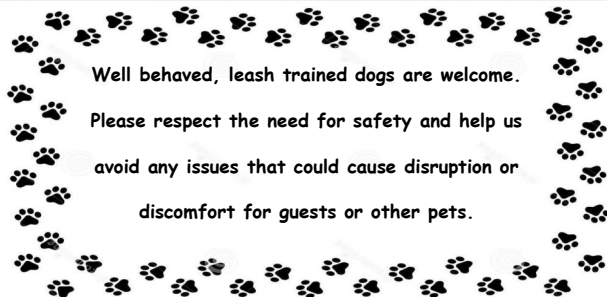 Well behaved, leash trained dogs are welcome.
Please respect the need for safety and help us
avoid any issues that could cause disruption or
discomfort for guests or other pets.